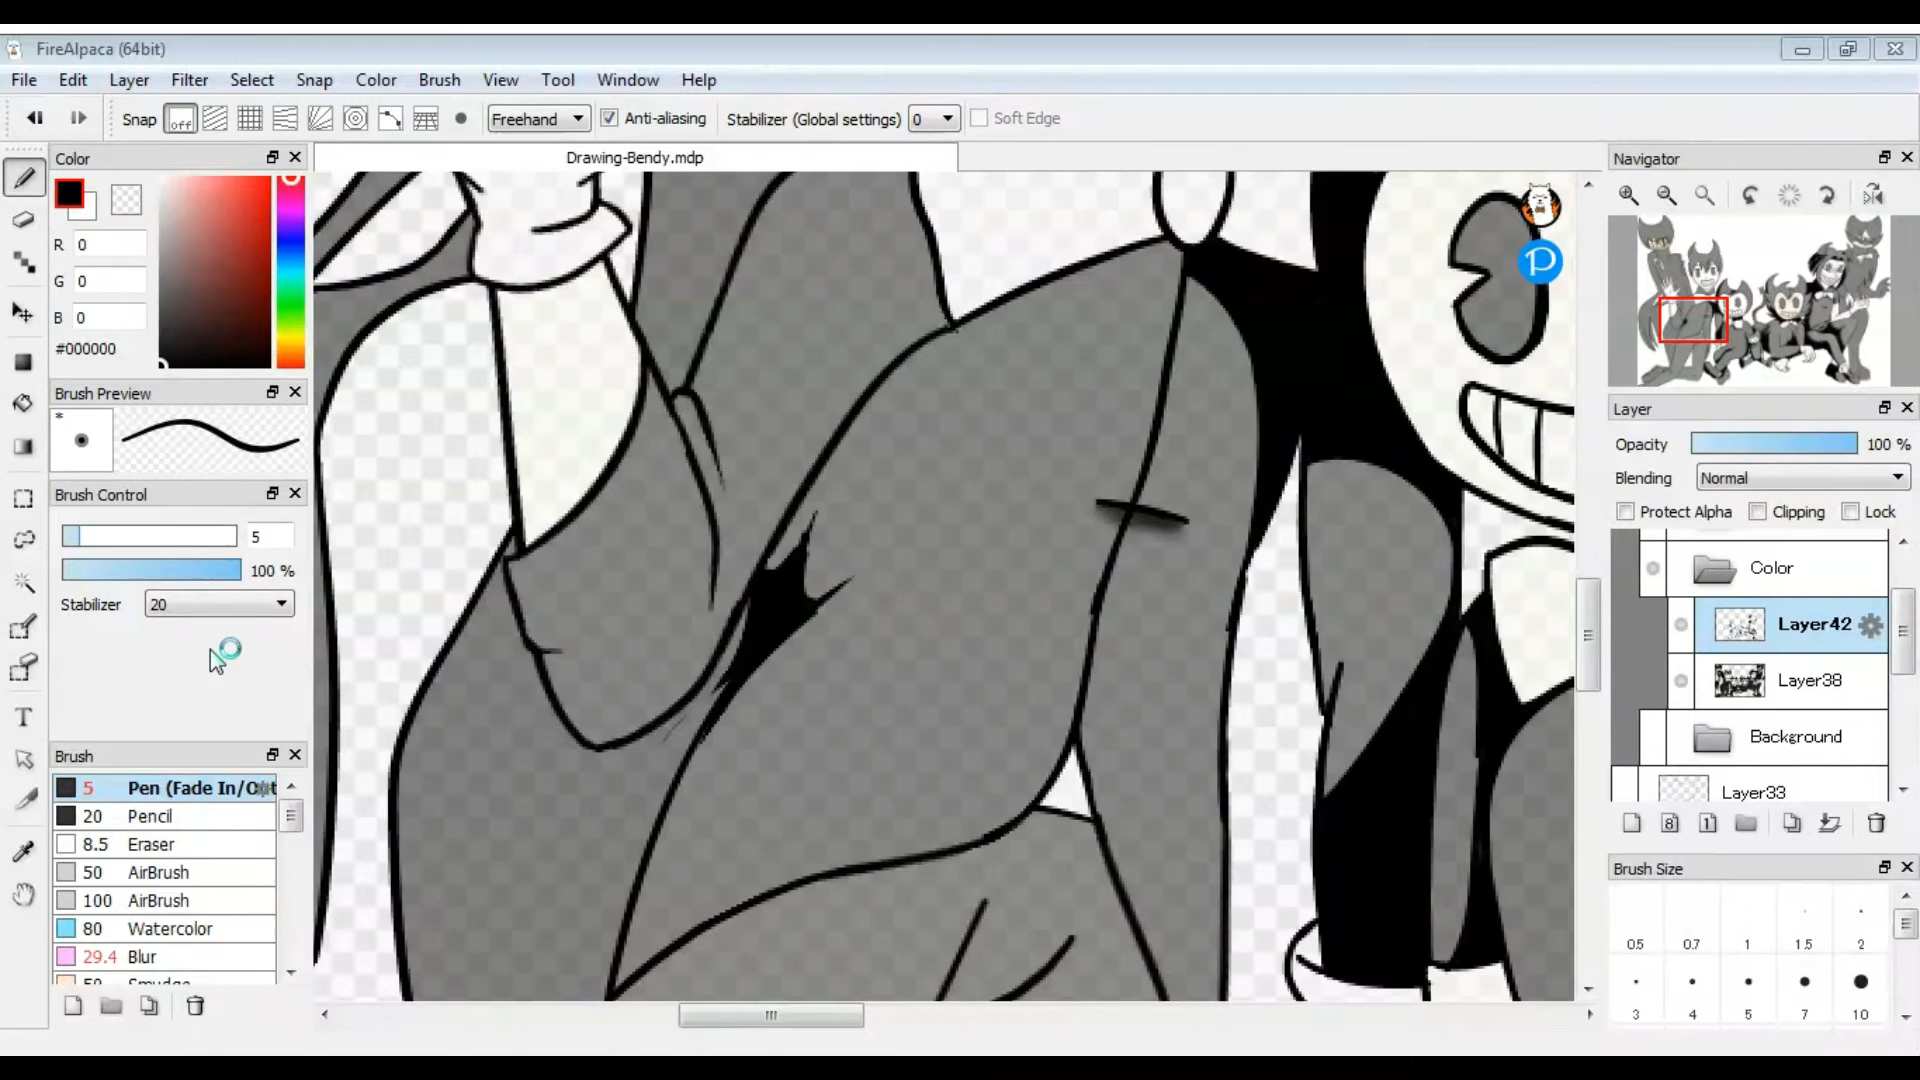 FireAlpaca (64bit)
File Edit Layer Filter Select Snap Color Brush View Tool Window Help
Snap off Freehand Anti-aliasing Stabilizer (Global settings) 0 Soft Edge
Color
R 0
G 0
B 0
#000000
Brush Preview
*
Brush Control
5
100 %
Stabilizer 20
Brush
5 Pen (Fade In/Out
20 Pencil
8.5 Eraser
50 AirBrush
100 AirBrush
80 Watercolor
29.4 Blur
50 Smudge
Drawing-Bendy.mdp
P
Navigator
Layer
Opacity 100 %
Blending Normal
Protect Alpha Clipping Lock
Color
Layer42
Layer38
Background
Layer33
8 1
Brush Size
0.5 0.7 1 1.5 2
3 4 5 7 10
T